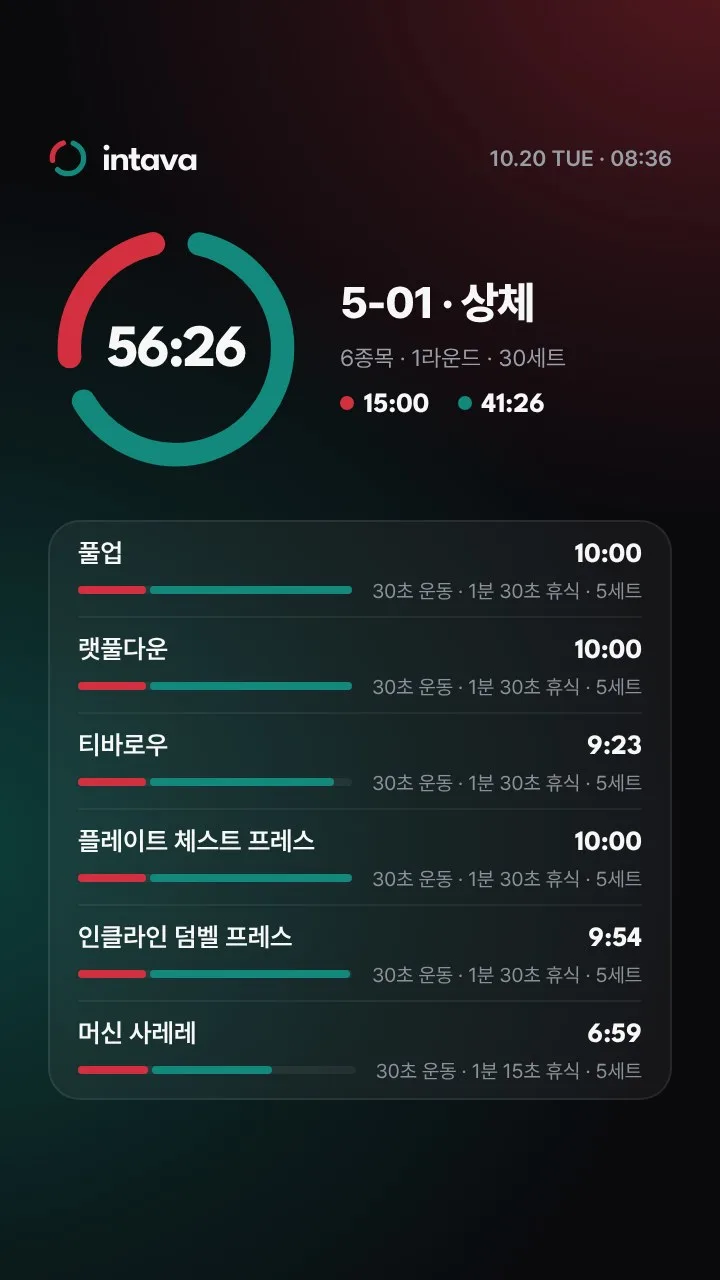 intava
10.20 TUE · 08:36
56:26
5-01 · 상체
6종목 · 1라운드 · 30세트
15:00 41:26
풀업 10:00
30초 운동 · 1분 30초 휴식 · 5세트
랫풀다운 10:00
30초 운동 · 1분 30초 휴식 · 5세트
티바로우 9:23
30초 운동 · 1분 30초 휴식 · 5세트
플레이트 체스트 프레스 10:00
30초 운동 · 1분 30초 휴식 · 5세트
인클라인 덤벨 프레스 9:54
30초 운동 · 1분 30초 휴식 · 5세트
머신 사레레 6:59
30초 운동 · 1분 15초 휴식 · 5세트